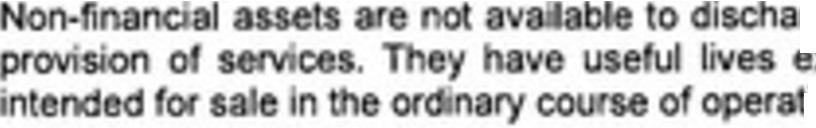 Non-financial assets are not available to discha
provision of services. They have useful lives e
intended for sale in the ordinary course of operat